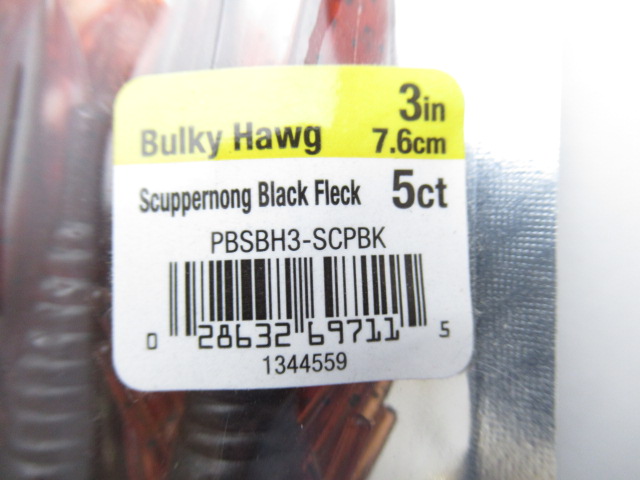 Bulky Hawg 3in
7.6cm
Scuppernong Black Fleck 5ct
PBSBH3-SCPBK
0 28632 69711 5
1344559